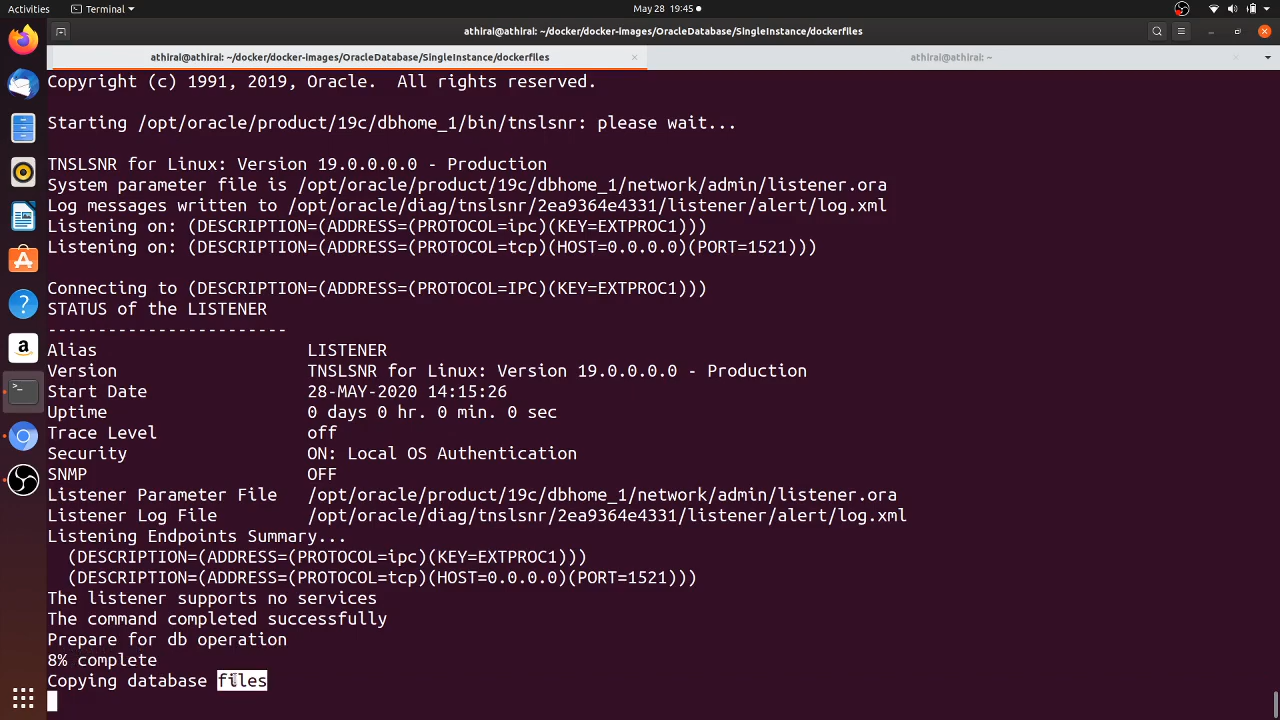 Activities
Terminal
May 28 19:45
athirai@athirai: ~/docker/docker-images/OracleDatabase/SingleInstance/dockerfiles
athirai@athirai: ~/docker/docker-images/OracleDatabase/SingleInstance/dockerfiles
athirai@athirai: ~
Copyright (c) 1991, 2019, Oracle.  All rights reserved.
Starting /opt/oracle/product/19c/dbhome_1/bin/tnslsnr: please wait...
TNSLSNR for Linux: Version 19.0.0.0.0 - Production
System parameter file is /opt/oracle/product/19c/dbhome_1/network/admin/listener.ora
Log messages written to /opt/oracle/diag/tnslsnr/2ea9364e4331/listener/alert/log.xml
Listening on: (DESCRIPTION=(ADDRESS=(PROTOCOL=ipc)(KEY=EXTPROC1)))
Listening on: (DESCRIPTION=(ADDRESS=(PROTOCOL=tcp)(HOST=0.0.0.0)(PORT=1521)))
Connecting to (DESCRIPTION=(ADDRESS=(PROTOCOL=IPC)(KEY=EXTPROC1)))
STATUS of the LISTENER
------------------------
Alias                     LISTENER
Version                   TNSLSNR for Linux: Version 19.0.0.0.0 - Production
Start Date                28-MAY-2020 14:15:26
Uptime                    0 days 0 hr. 0 min. 0 sec
Trace Level               off
Security                  ON: Local OS Authentication
SNMP                      OFF
Listener Parameter File   /opt/oracle/product/19c/dbhome_1/network/admin/listener.ora
Listener Log File         /opt/oracle/diag/tnslsnr/2ea9364e4331/listener/alert/log.xml
Listening Endpoints Summary...
  (DESCRIPTION=(ADDRESS=(PROTOCOL=ipc)(KEY=EXTPROC1)))
  (DESCRIPTION=(ADDRESS=(PROTOCOL=tcp)(HOST=0.0.0.0)(PORT=1521)))
The listener supports no services
The command completed successfully
Prepare for db operation
8% complete
Copying database files